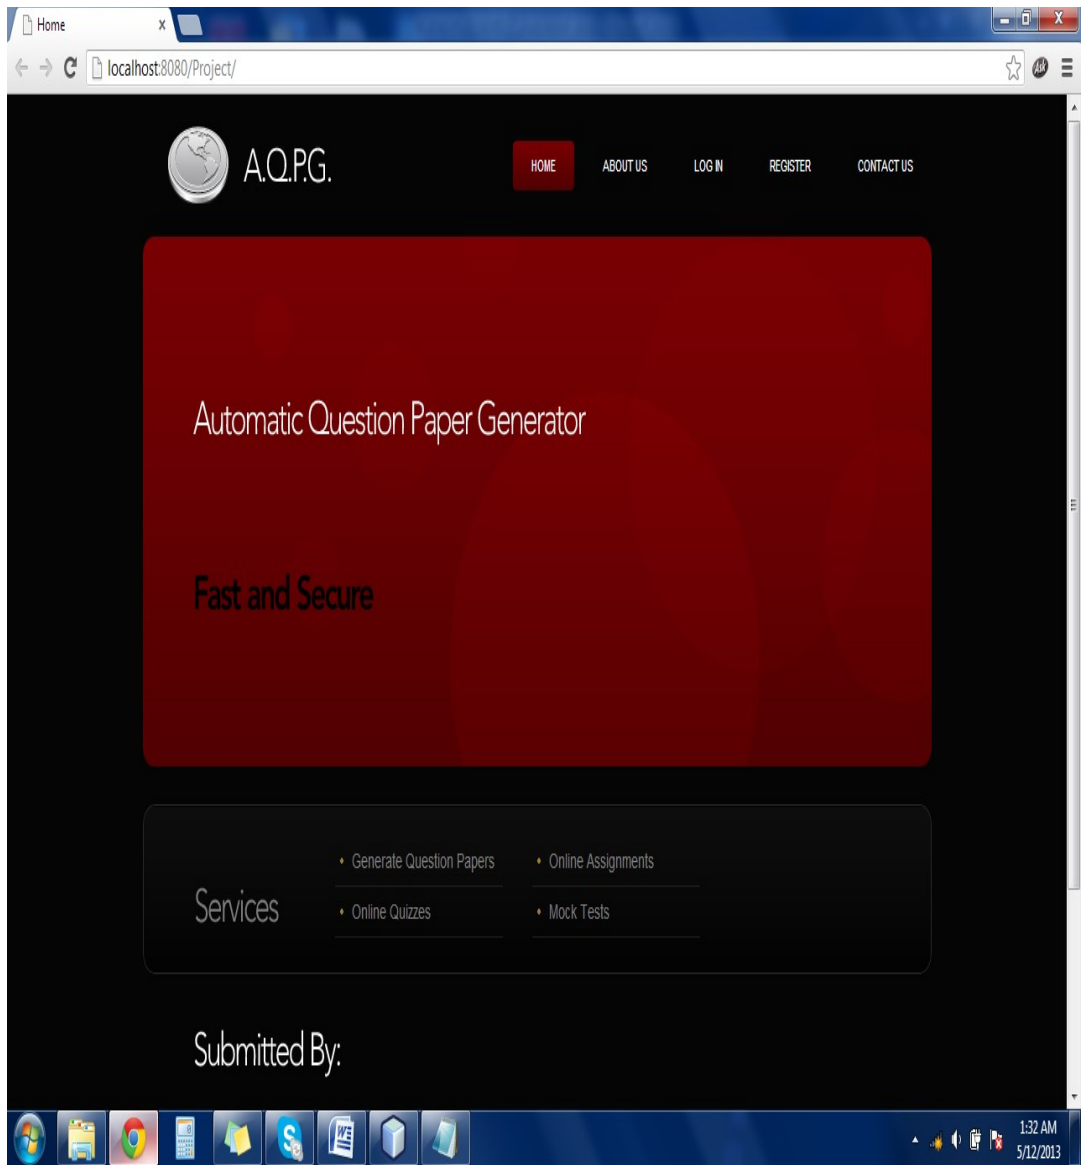 Home
localhost:8080/Project/
Ask
A.Q.P.G.
HOME ABOUT US LOG IN REGISTER CONTACT US
Automatic Question Paper Generator
Fast and Secure
Services
Generate Question Papers
Online Assignments
Online Quizzes
Mock Tests
Submitted By:
1:32 AM
5/12/2013